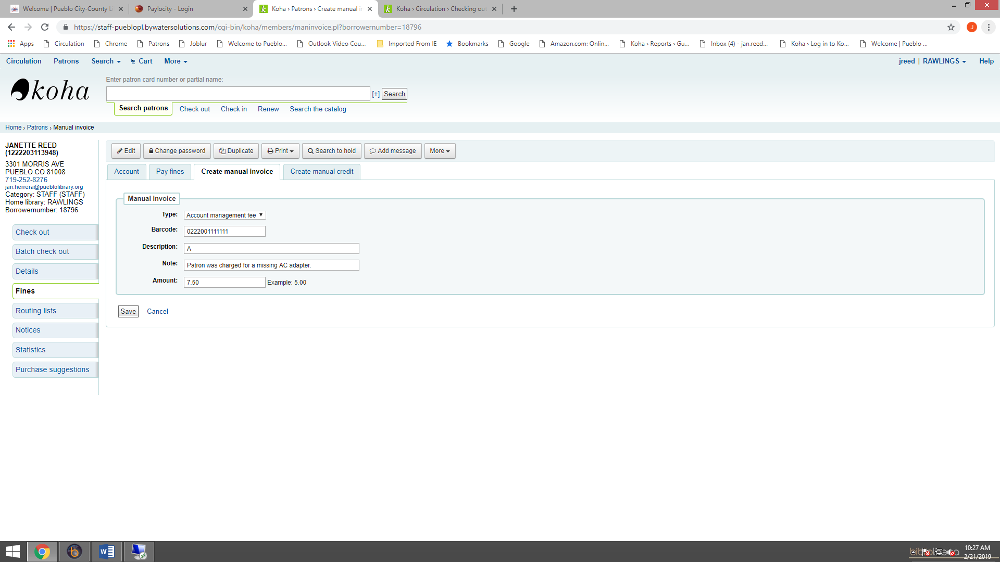 Welcome | Pueblo City-County Li
Paylocity - Login
Koha › Patrons › Create manual in
Koha › Circulation › Checking out
https://staff-pueblopl.bywatersolutions.com/cgi-bin/koha/members/maninvoice.pl?borrowernumber=18796
J
Apps Circulation Chrome Patrons Joblur Welcome to Pueblo... Outlook Video Cou... Imported From IE Bookmarks Google Amazon.com: Onlin... Koha › Reports › Gu... Inbox (4) - jan.reed... Koha › Log in to Ko... Welcome | Pueblo ...
Circulation Patrons Search Cart More jreed | RAWLINGS Help
koha
Enter patron card number or partial name:
[+] Search
Search patrons Check out Check in Renew Search the catalog
Home › Patrons › Manual invoice
JANETTE REED
(1222203113948)
3301 MORRIS AVE
PUEBLO CO 81008
719-252-8276
jan.herrera@pueblolibrary.org
Category: STAFF (STAFF)
Home library: RAWLINGS
Borrowernumber: 18796
Check out
Batch check out
Details
Fines
Routing lists
Notices
Statistics
Purchase suggestions
Edit Change password Duplicate Print Search to hold Add message More
Account Pay fines Create manual invoice Create manual credit
Manual invoice
Type: Account management fee
Barcode: 0222001111111
Description: A
Note: Patron was charged for a missing AC adapter.
Amount: 7.50 Example: 5.00
Save Cancel
10:27 AM
2/21/2019